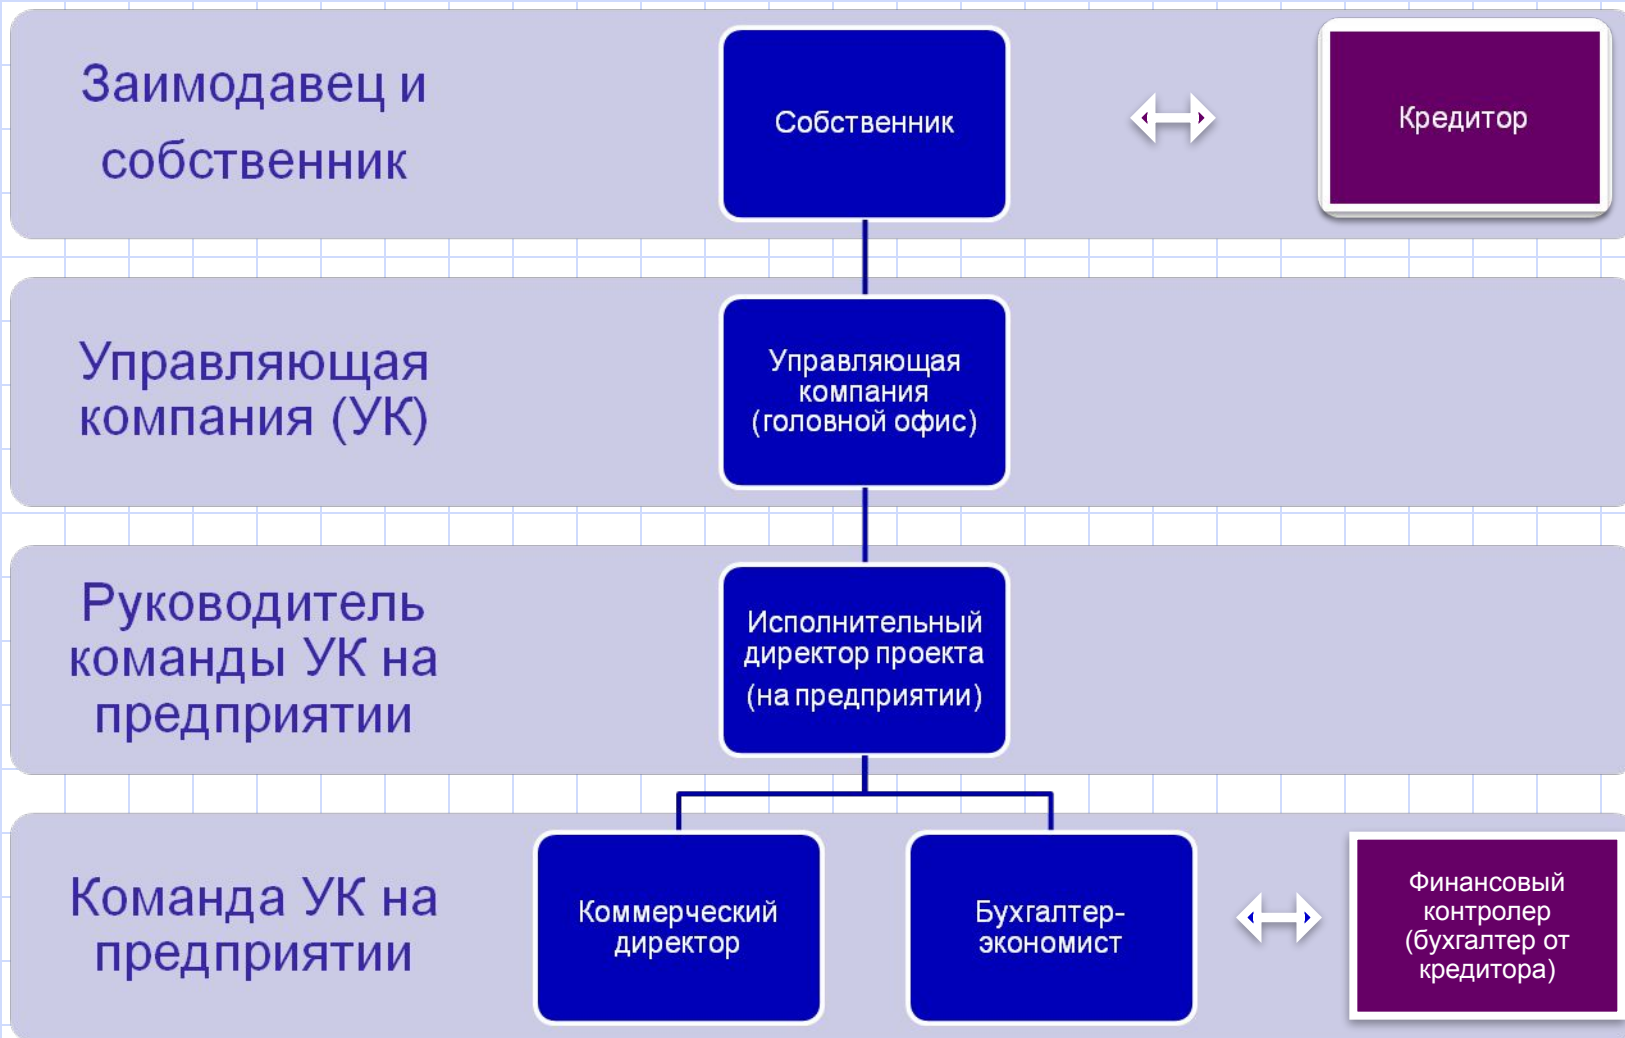 Заимодавец и
собственник
Собственник
Кредитор
Управляющая
компания (УК)
Управляющая
компания
(головной офис)
Руководитель
команды УК на
предприятии
Исполнительный
директор проекта
(на предприятии)
Команда УК на
предприятии
Коммерческий
директор
Бухгалтер-
экономист
Финансовый
контролер
(бухгалтер от
кредитора)